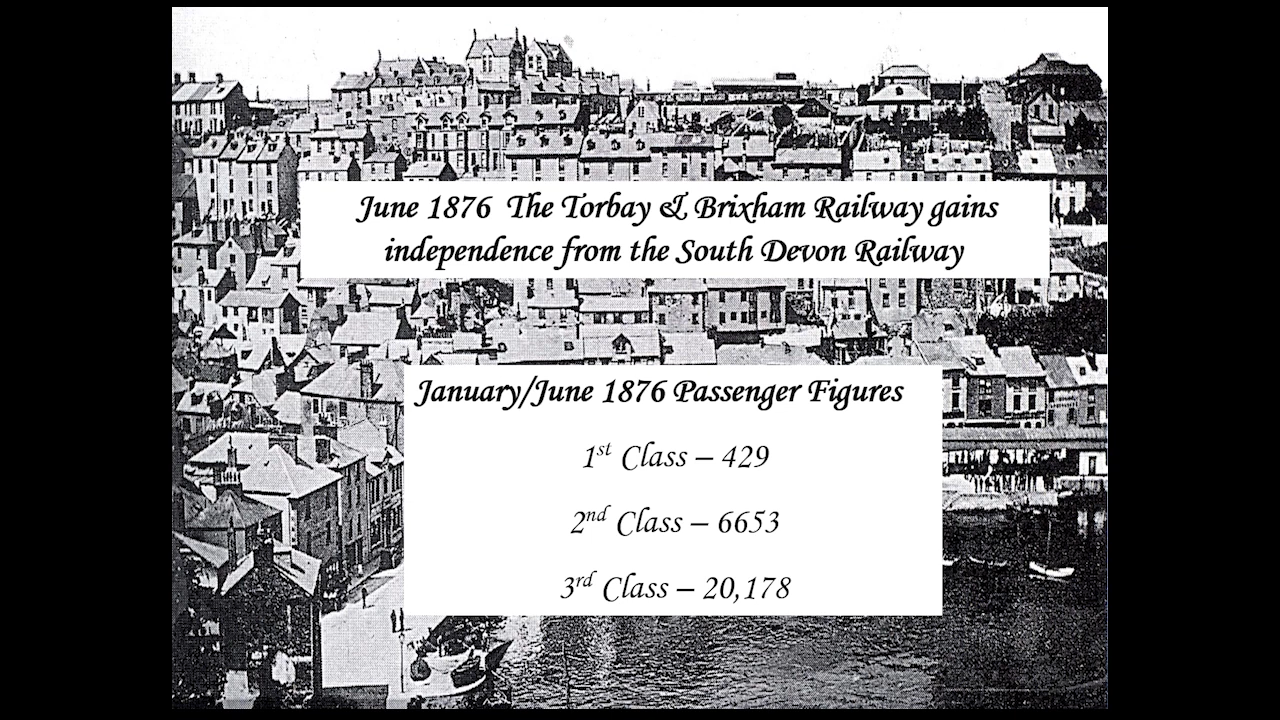 June 1876 The Torbay & Brixham Railway gains
independence from the South Devon Railway
January/June 1876 Passenger Figures
1st Class – 429
2nd Class – 6653
3rd Class – 20,178